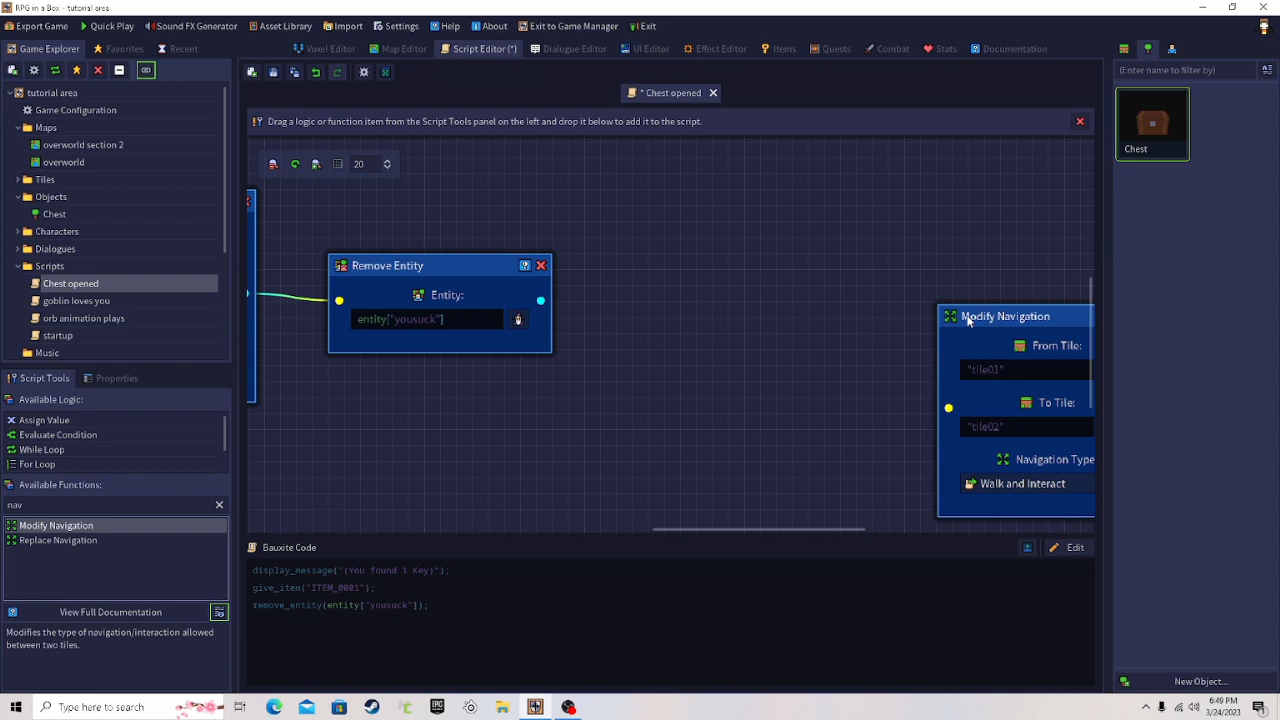 RPG in a Box - tutorial area
Export Game
Quick Play
Sound FX Generator
Asset Library
Import
Settings
Help
About
Exit to Game Manager
Exit
Game Explorer
Favorites
Recent
Voxel Editor
Map Editor
Script Editor (*)
Dialogue Editor
UI Editor
Effect Editor
Items
Quests
Combat
Stats
Documentation
(Enter name to filter by)
tutorial area
Game Configuration
Maps
overworld section 2
overworld
Tiles
Objects
Chest
Characters
Dialogues
Scripts
Chest opened
goblin loves you
orb animation plays
startup
Music
* Chest opened
Drag a logic or function item from the Script Tools panel on the left and drop it below to add it to the script.
20
Remove Entity
Entity:
entity["yousuck"]
Modify Navigation
From Tile:
"tile01"
To Tile:
"tile02"
Navigation Type
Walk and Interact
Chest
Script Tools
Properties
Available Logic:
Assign Value
Evaluate Condition
While Loop
For Loop
Available Functions:
nav
Modify Navigation
Replace Navigation
View Full Documentation
Modifies the type of navigation/interaction allowed
between two tiles.
Bauxite Code
Edit
display_message("(You found 1 Key)");
give_item("ITEM_0001");
remove_entity(entity["yousuck"]);
New Object...
Type here to search
6:49 PM
3/24/2023